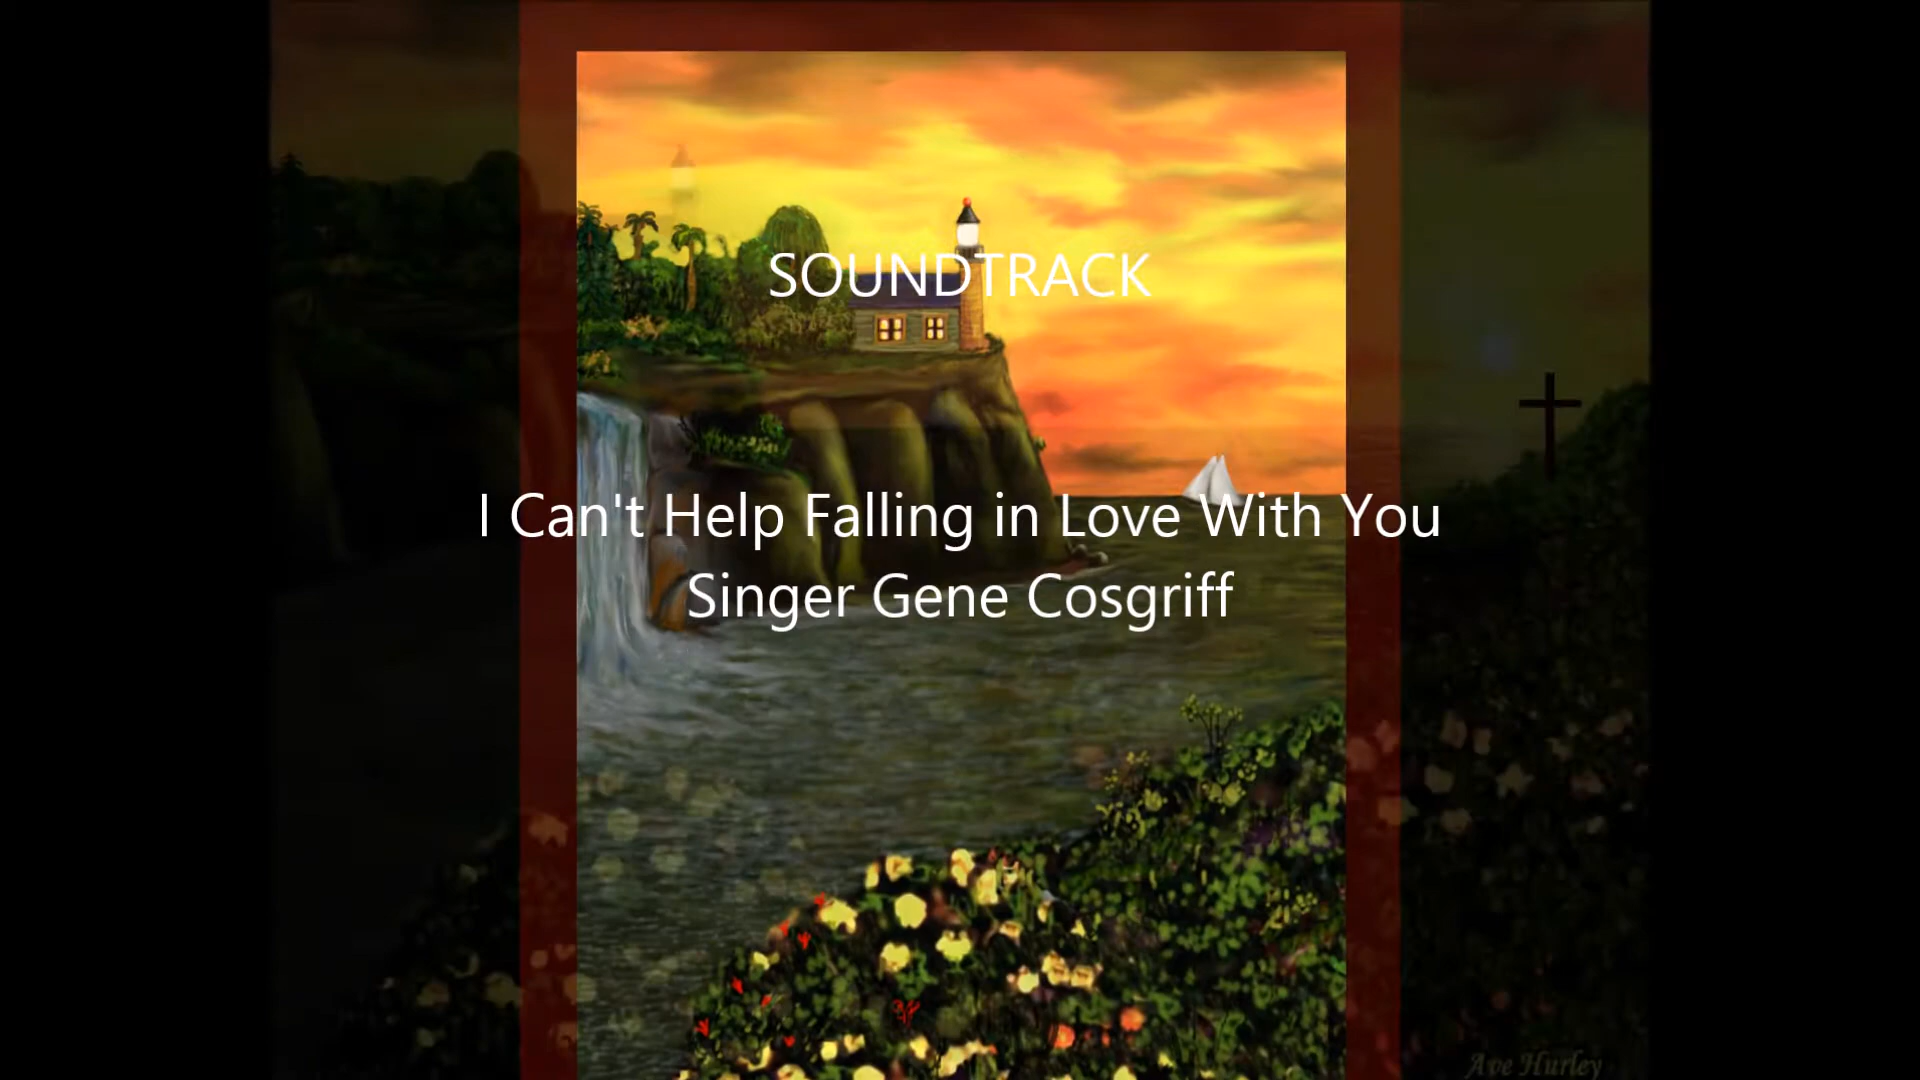 SOUNDTRACK
I Can't Help Falling in Love With You
Singer Gene Cosgriff
Ave Hurley